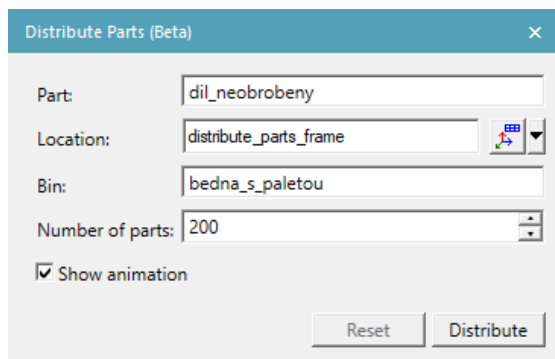 Distribute Parts (Beta)
Part: dil_neobrobeny
Location: distribute_parts_frame
Bin: bedna_s_paletou
Number of parts: 200
Show animation
Reset Distribute